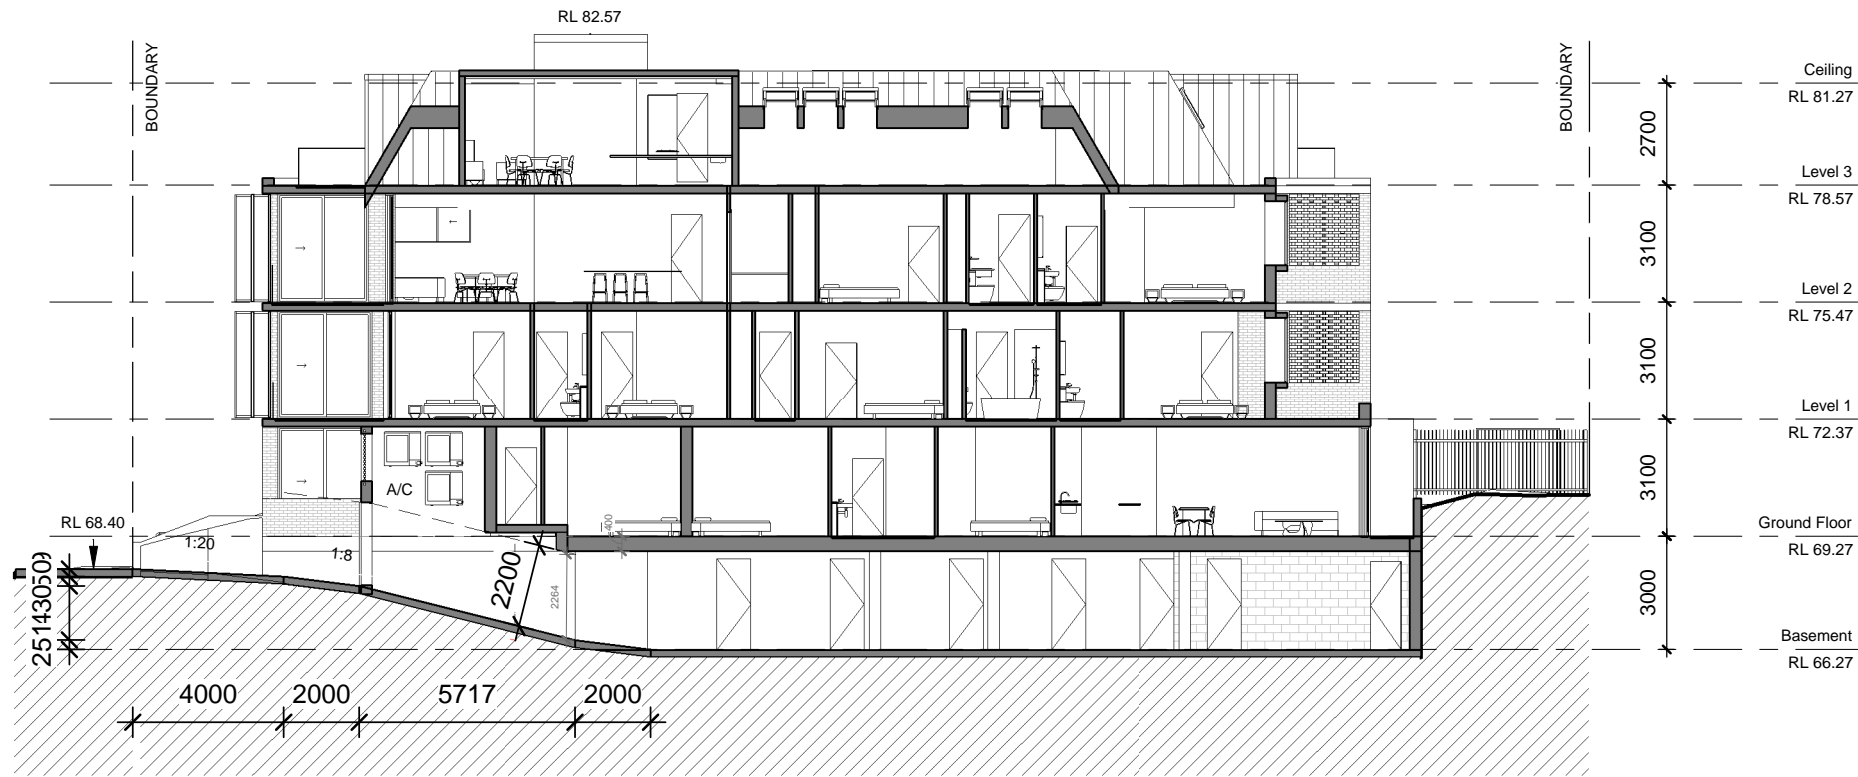 RL 82.57
BOUNDARY
BOUNDARY
Ceiling
RL 81.27
2700
Level 3
RL 78.57
3100
Level 2
RL 75.47
3100
Level 1
RL 72.37
3100
A/C
RL 68.40
1:20
1:8
400
Ground Floor
RL 69.27
2200
2264
3000
Basement
RL 66.27
4000
2000
5717
2000